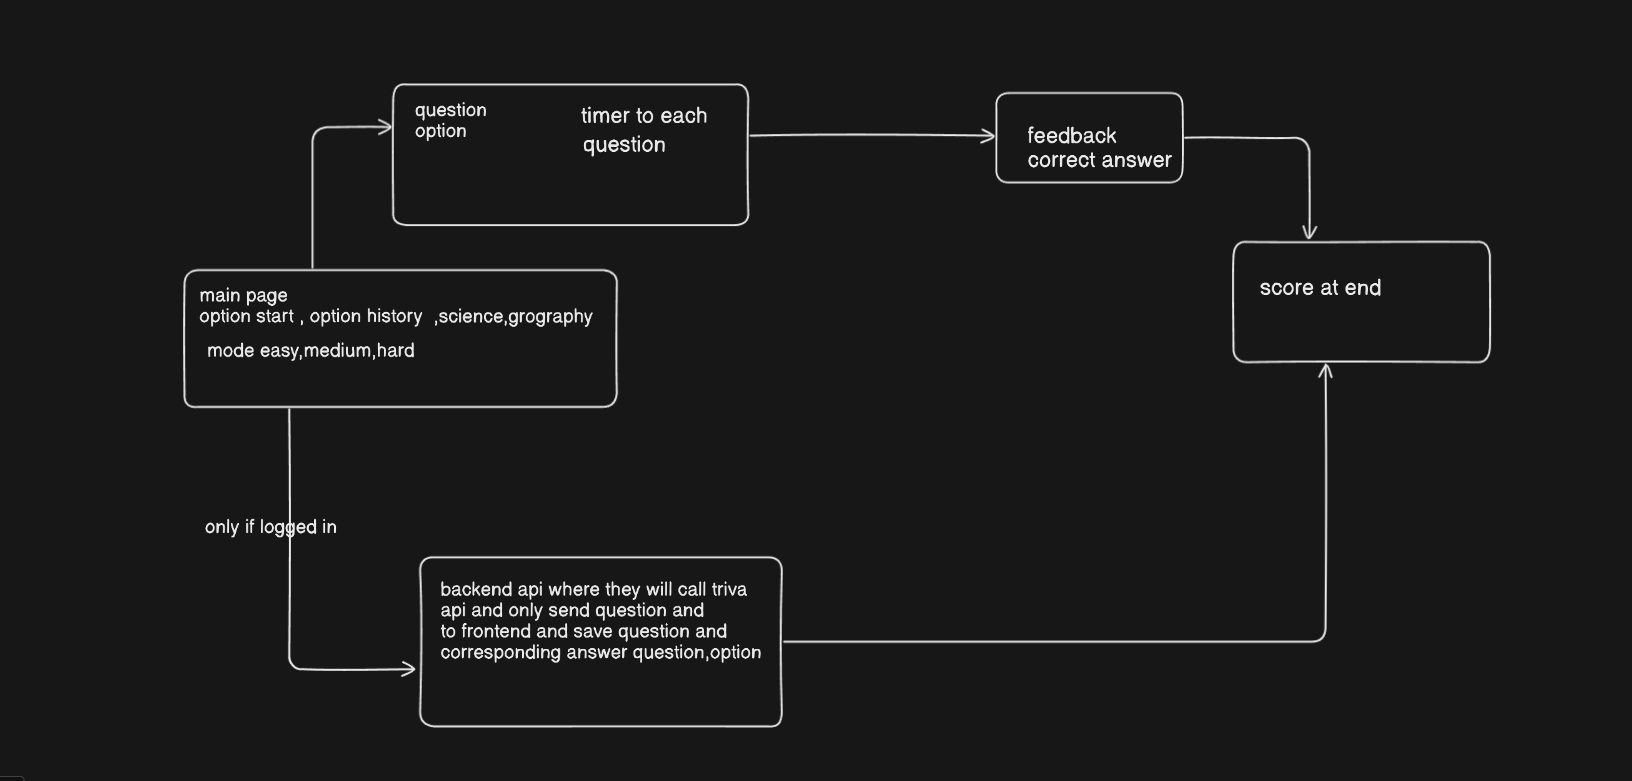 question
option
timer to each
question
feedback
correct answer
main page
option start , option history ,science,grography
mode easy,medium,hard
score at end
only if logged in
backend api where they will call triva
api and only send question and
to frontend and save question and
corresponding answer question,option